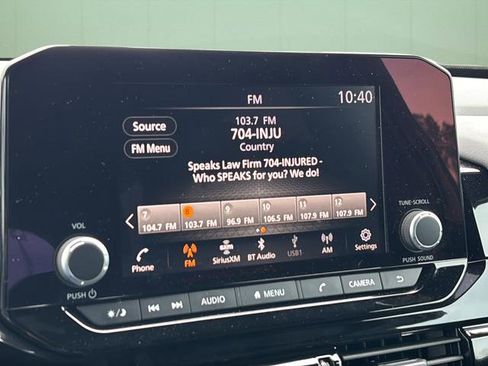 FM
10:40
Source
FM Menu
103.7 FM
704-INJU
Country
Speaks Law Firm 704-INJURED -
Who SPEAKS for you? We do!
7 8 9 10 11 12
104.7 FM 103.7 FM 96.9 FM 106.5 FM 107.9 FM 107.9 FM
Phone FM SiriusXM BT Audio USB1 AM Settings
VOL
PUSH
TUNE·SCROLL
PUSH SOUND
AUDIO MENU CAMERA